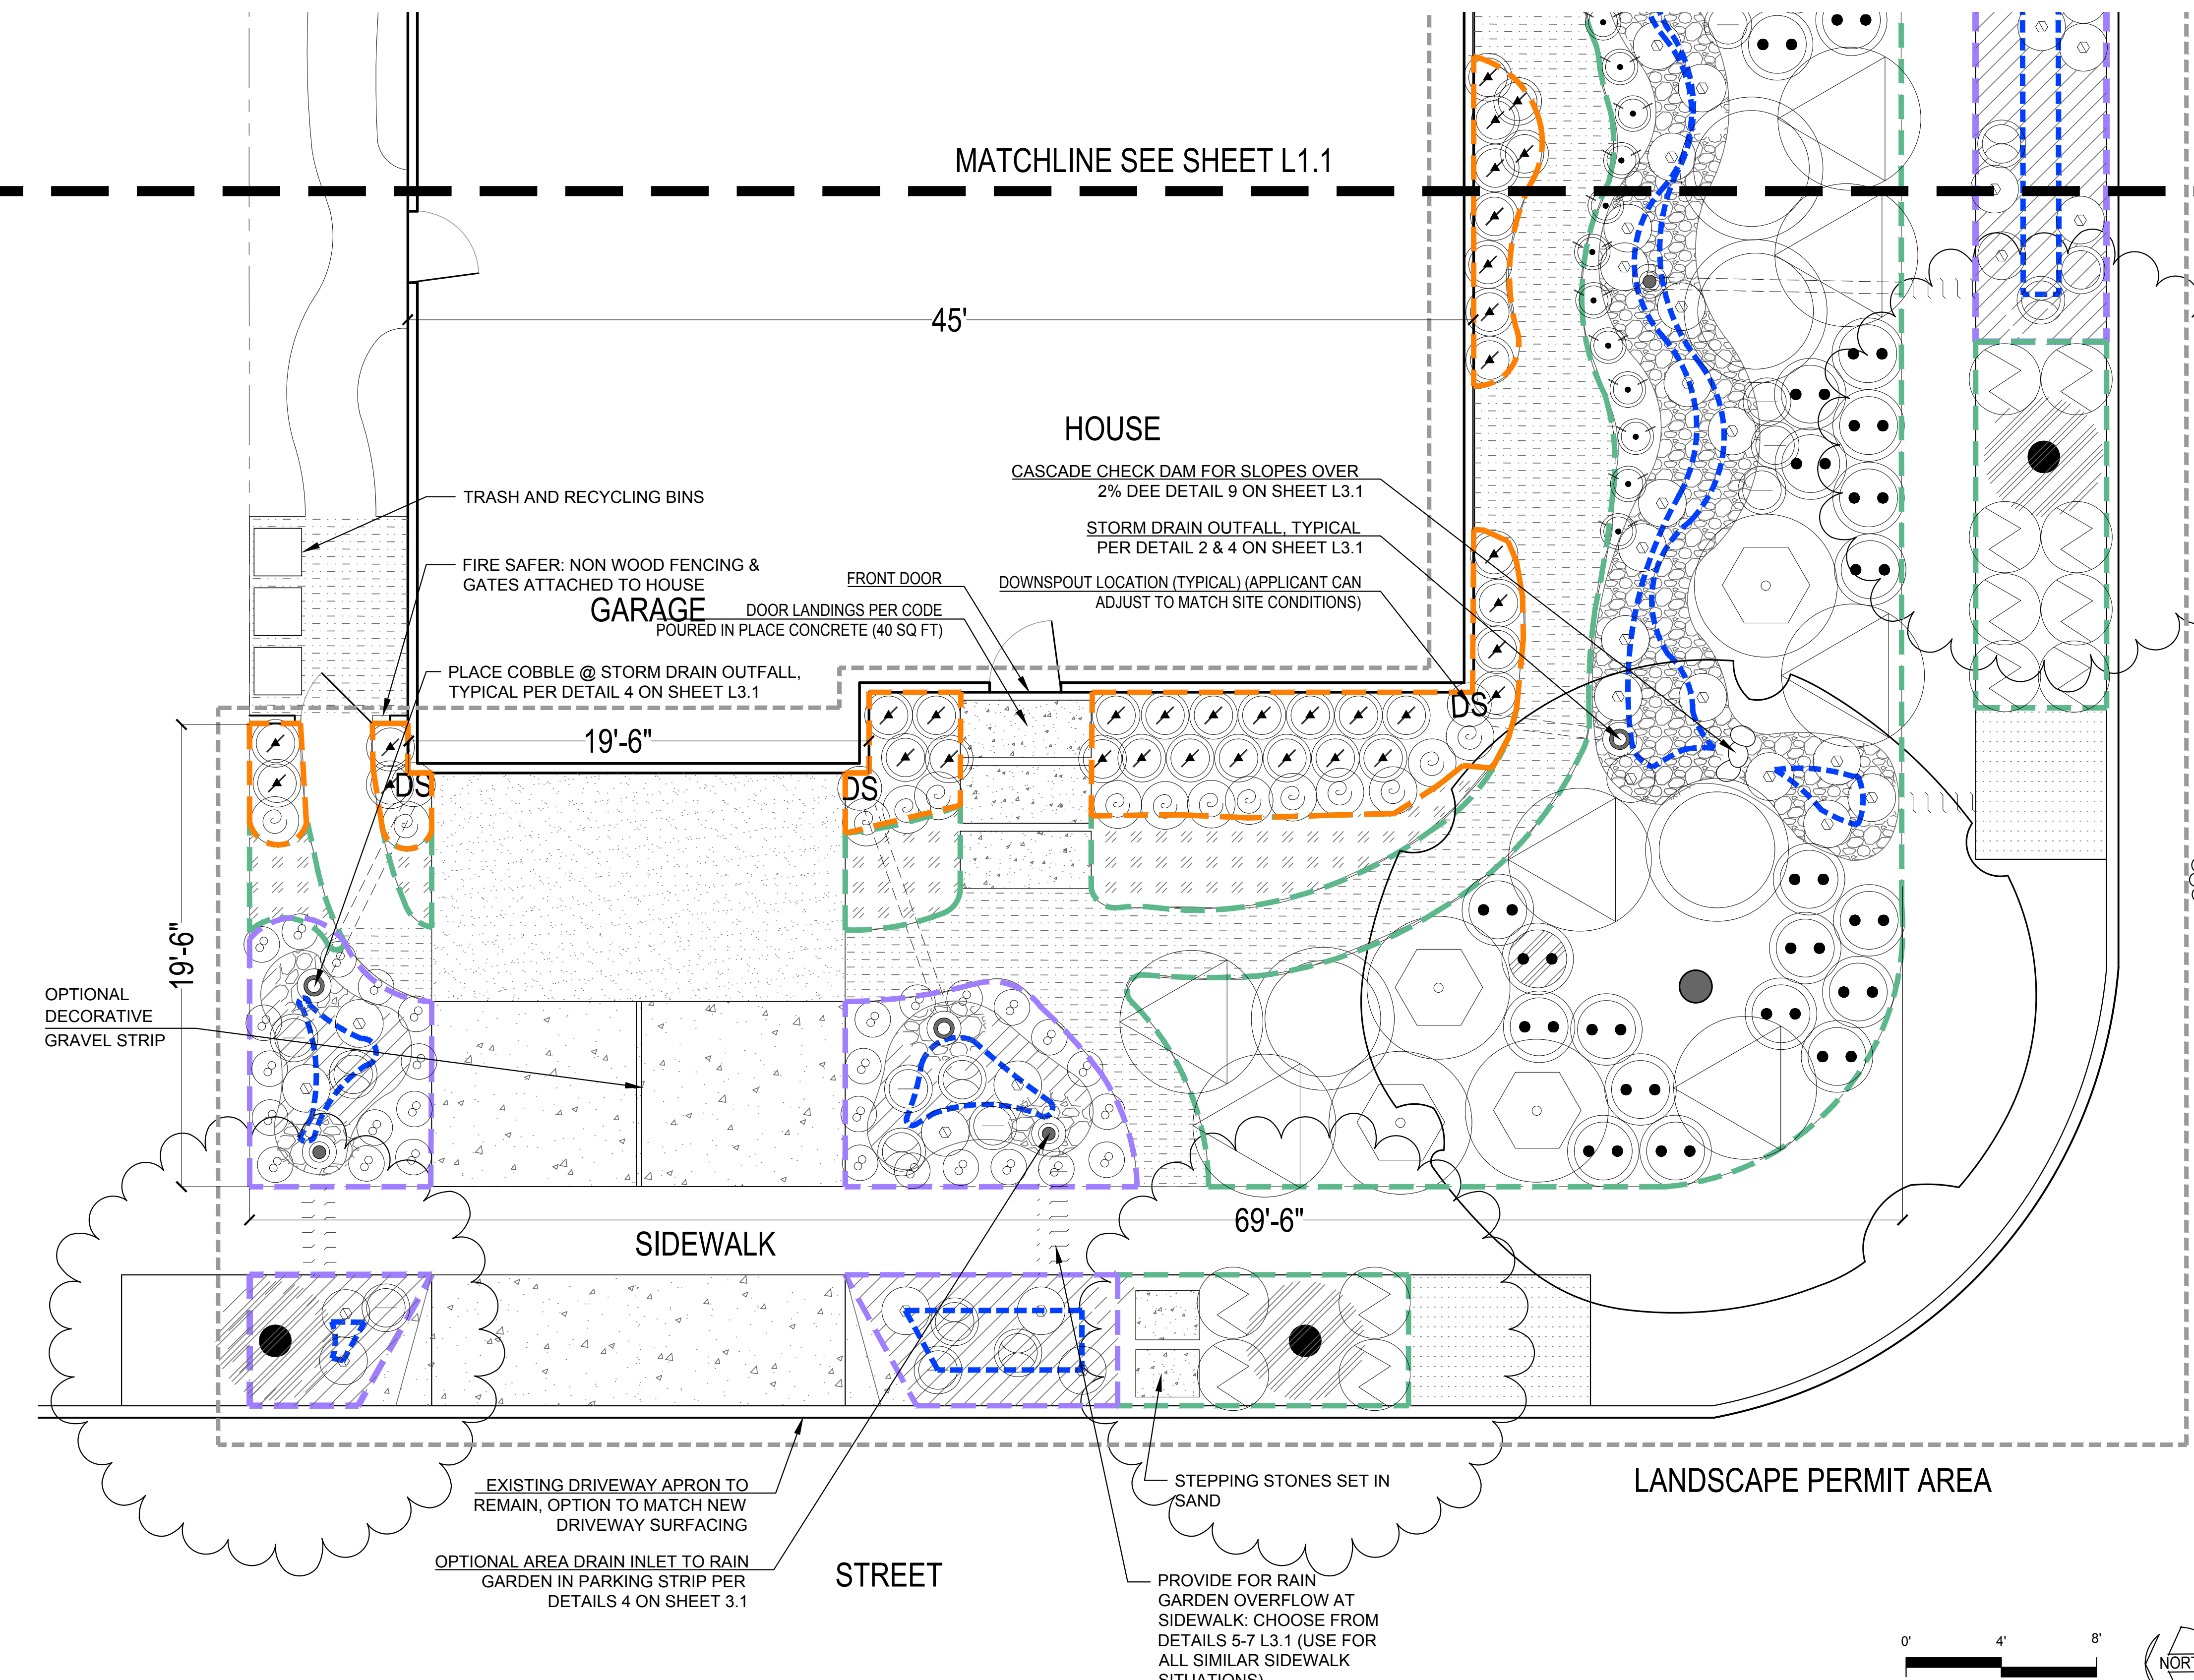 MATCHLINE SEE SHEET L1.1
45'
HOUSE
CASCADE CHECK DAM FOR SLOPES OVER
2% DEE DETAIL 9 ON SHEET L3.1
TRASH AND RECYCLING BINS
STORM DRAIN OUTFALL, TYPICAL
PER DETAIL 2 & 4 ON SHEET L3.1
FIRE SAFER: NON WOOD FENCING &
GATES ATTACHED TO HOUSE
FRONT DOOR
DOWNSPOUT LOCATION (TYPICAL) (APPLICANT CAN
ADJUST TO MATCH SITE CONDITIONS)
GARAGE
DOOR LANDINGS PER CODE
POURED IN PLACE CONCRETE (40 SQ FT)
PLACE COBBLE @ STORM DRAIN OUTFALL,
TYPICAL PER DETAIL 4 ON SHEET L3.1
DS
19'-6"
DS
DS
19'-6"
OPTIONAL
DECORATIVE
GRAVEL STRIP
69'-6"
SIDEWALK
EXISTING DRIVEWAY APRON TO
REMAIN, OPTION TO MATCH NEW
DRIVEWAY SURFACING
STEPPING STONES SET IN
SAND
LANDSCAPE PERMIT AREA
OPTIONAL AREA DRAIN INLET TO RAIN
GARDEN IN PARKING STRIP PER
DETAILS 4 ON SHEET 3.1
STREET
PROVIDE FOR RAIN
GARDEN OVERFLOW AT
SIDEWALK: CHOOSE FROM
DETAILS 5-7 L3.1 (USE FOR
ALL SIMILAR SIDEWALK
SITUATIONS)
0' 4' 8'